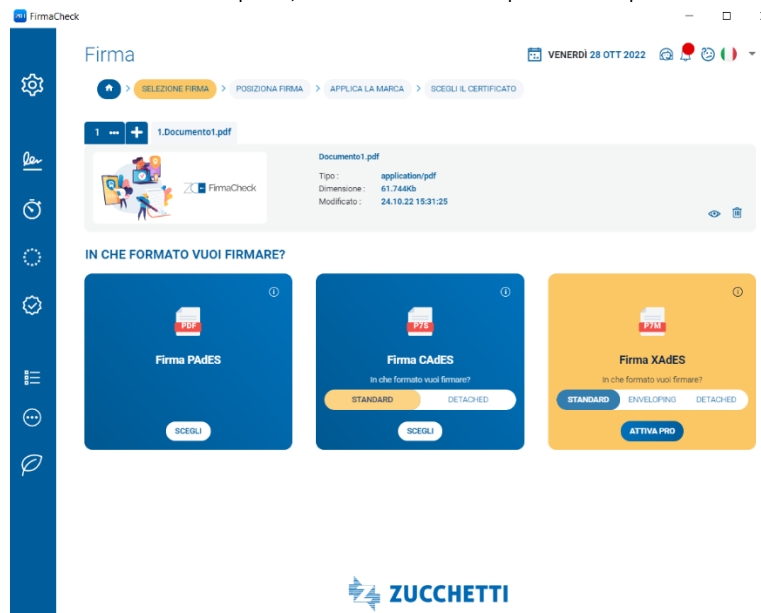 FirmaCheck
Firma
VENERDÌ 28 OTT 2022
SELEZIONE FIRMA > POSIZIONA FIRMA > APPLICA LA MARCA > SCEGLI IL CERTIFICATO
1 ••• + 1.Documento1.pdf
Documento1.pdf
FirmaCheck
Tipo : application/pdf
Dimensione : 61.744Kb
Modificato : 24.10.22 15:31:25
IN CHE FORMATO VUOI FIRMARE?
PDF
Firma PAdES
SCEGLI
P7S
Firma CAdES
In che formato vuoi firmare?
STANDARD DETACHED
SCEGLI
P7M
Firma XAdES
In che formato vuoi firmare?
STANDARD ENVELOPING DETACHED
ATTIVA PRO
ZUCCHETTI